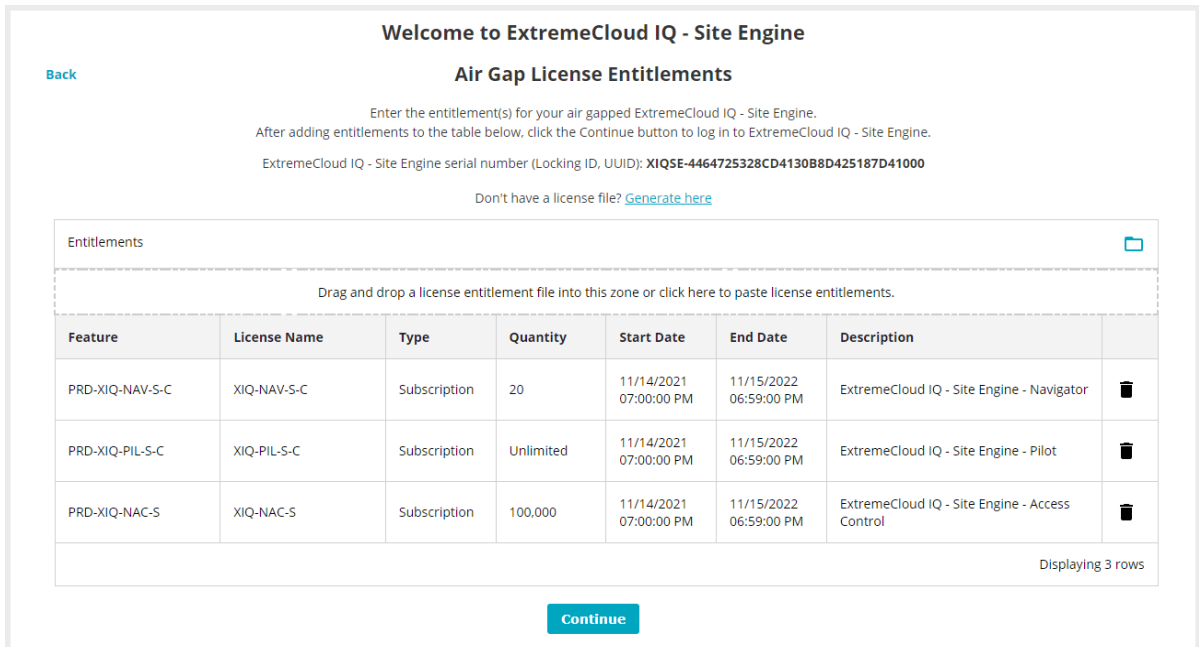 Welcome to ExtremeCloud IQ - Site Engine
Back
Air Gap License Entitlements
Enter the entitlement(s) for your air gapped ExtremeCloud IQ - Site Engine.
After adding entitlements to the table below, click the Continue button to log in to ExtremeCloud IQ - Site Engine.
ExtremeCloud IQ - Site Engine serial number (Locking ID, UUID): XIQSE-4464725328CD4130B8D425187D41000
Don't have a license file? Generate here
Entitlements
Drag and drop a license entitlement file into this zone or click here to paste license entitlements.
Feature License Name Type Quantity Start Date End Date Description
PRD-XIQ-NAV-S-C XIQ-NAV-S-C Subscription 20 11/14/2021 07:00:00 PM 11/15/2022 06:59:00 PM ExtremeCloud IQ - Site Engine - Navigator
PRD-XIQ-PIL-S-C XIQ-PIL-S-C Subscription Unlimited 11/14/2021 07:00:00 PM 11/15/2022 06:59:00 PM ExtremeCloud IQ - Site Engine - Pilot
PRD-XIQ-NAC-S XIQ-NAC-S Subscription 100,000 11/14/2021 07:00:00 PM 11/15/2022 06:59:00 PM ExtremeCloud IQ - Site Engine - Access Control
Displaying 3 rows
Continue